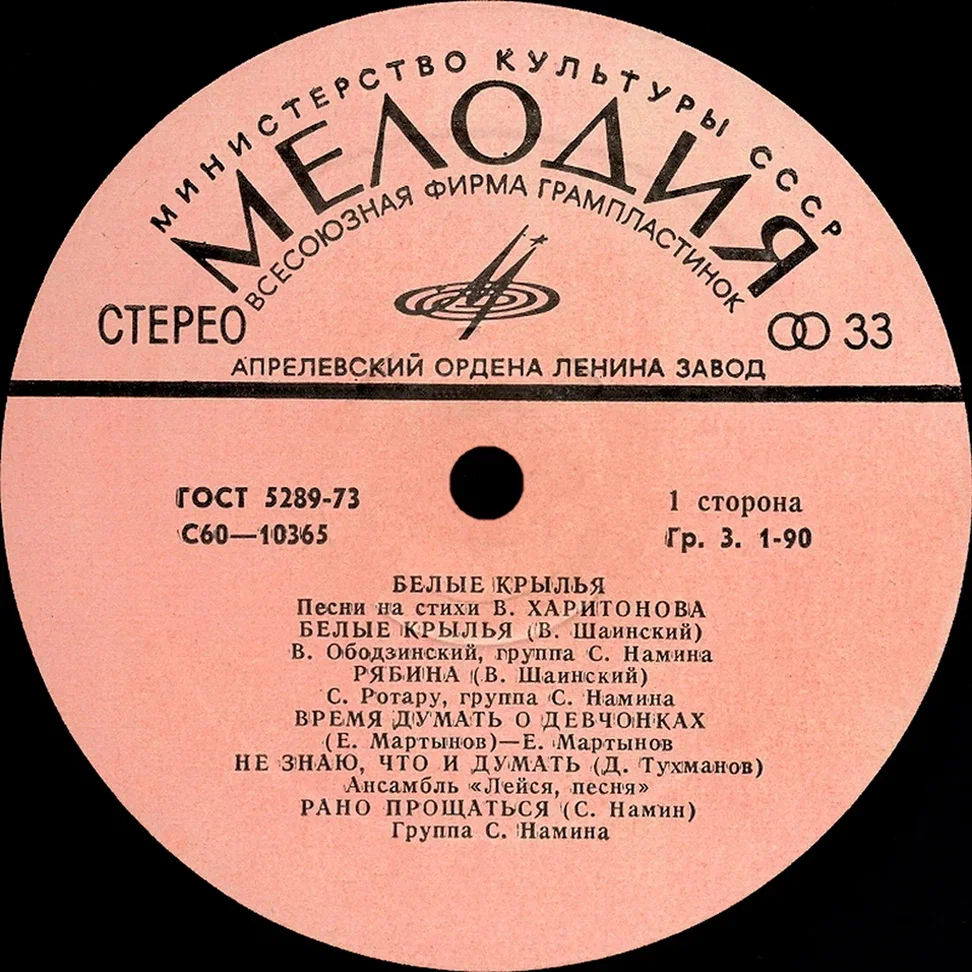 МИНИСТЕРСТВО КУЛЬТУРЫ СССР
МЕЛОДИЯ
ВСЕСОЮЗНАЯ ФИРМА ГРАМПЛАСТИНОК
СТЕРЕО
33
АПРЕЛЕВСКИЙ ОРДЕНА ЛЕНИНА ЗАВОД
ГОСТ 5289-73
1 сторона
С60—10365
Гр. 3. 1-90
БЕЛЫЕ КРЫЛЬЯ
Песни на стихи В. ХАРИТОНОВА
БЕЛЫЕ КРЫЛЬЯ (В. Шаинский)
В. Ободзинский, группа С. Намина
РЯБИНА (В. Шаинский)
С. Ротару, группа С. Намина
ВРЕМЯ ДУМАТЬ О ДЕВЧОНКАХ
(Е. Мартынов)—Е. Мартынов
НЕ ЗНАЮ, ЧТО И ДУМАТЬ (Д. Тухманов)
Ансамбль «Лейся, песня»
РАНО ПРОЩАТЬСЯ (С. Намин)
Группа С. Намина